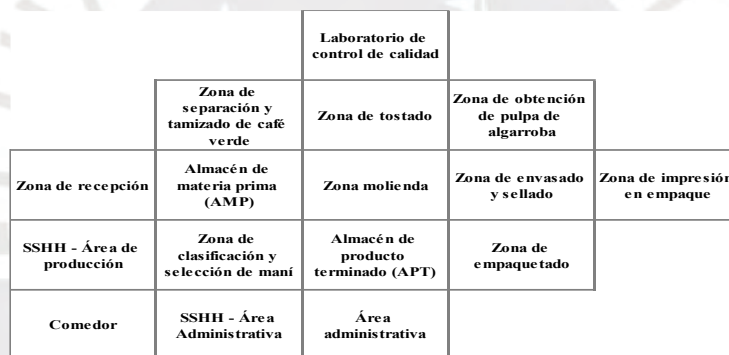 Laboratorio de
control de calidad
Zona de
separación y
tamizado de café
verde
Zona de tostado
Zona de obtención
de pulpa de
algarroba
Zona de recepción
Almacén de
materia prima
(AMP)
Zona molienda
Zona de envasado
y sellado
Zona de impresión
en empaque
SSHH - Área de
producción
Zona de
clasificación y
selección de maní
Almacén de
producto
terminado (APT)
Zona de
empaquetado
Comedor
SSHH - Área
Administrativa
Área
administrativa